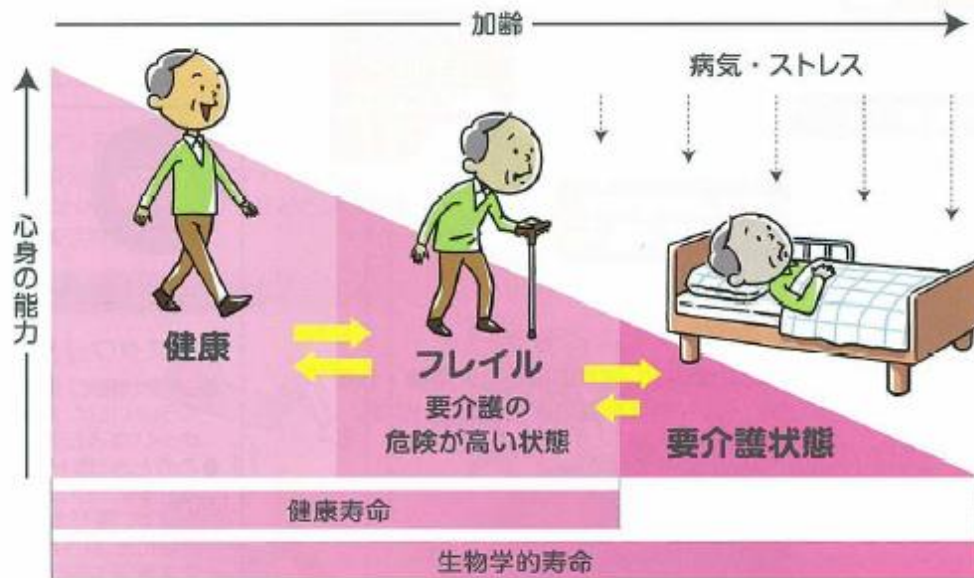 加齢
病気・ストレス
心身の能力
健康
フレイル
要介護の
危険が高い状態
要介護状態
健康寿命
生物学的寿命